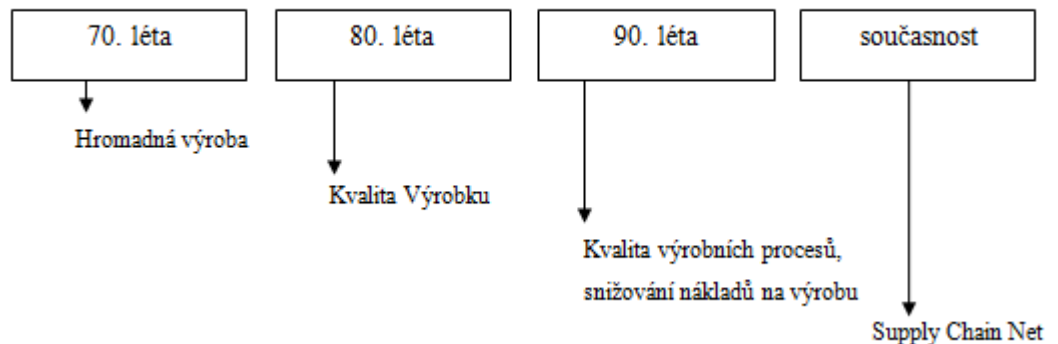 70. léta
80. léta
90. léta
současnost
Hromadná výroba
Kvalita Výrobku
Kvalita výrobních procesů,
snižování nákladů na výrobu
Supply Chain Net